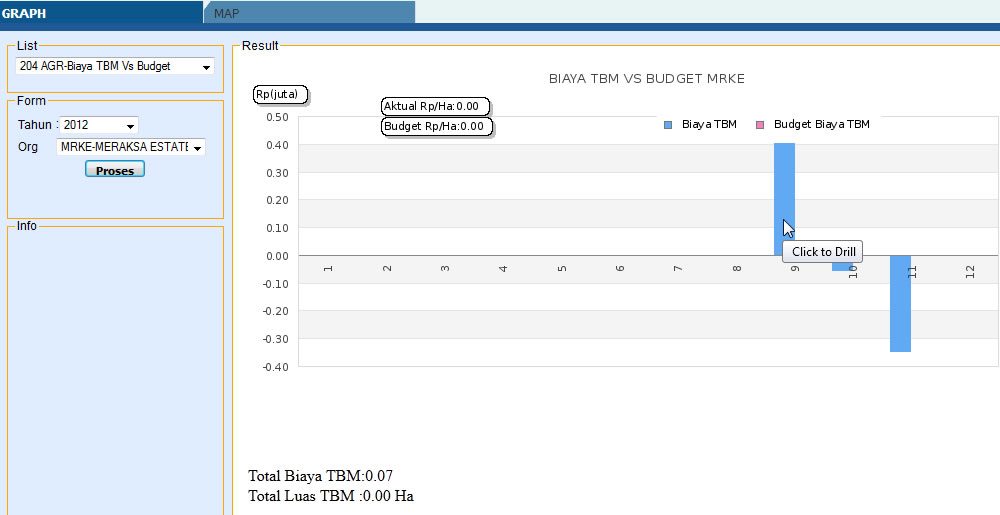 GRAPH
MAP
List
204 AGR-Biaya TBM Vs Budget
Form
Tahun :
2012
Org
MRKE-MERAKSA ESTATE
Proses
Info
Result
BIAYA TBM VS BUDGET MRKE
Rp(juta)
Aktual Rp/Ha:0.00
Budget Rp/Ha:0.00
Biaya TBM
Budget Biaya TBM
0.50
0.40
0.30
0.20
0.10
0.00
-0.10
-0.20
-0.30
-0.40
1
2
3
4
5
6
7
8
9
10
11
12
Click to Drill
Total Biaya TBM:0.07
Total Luas TBM :0.00 Ha